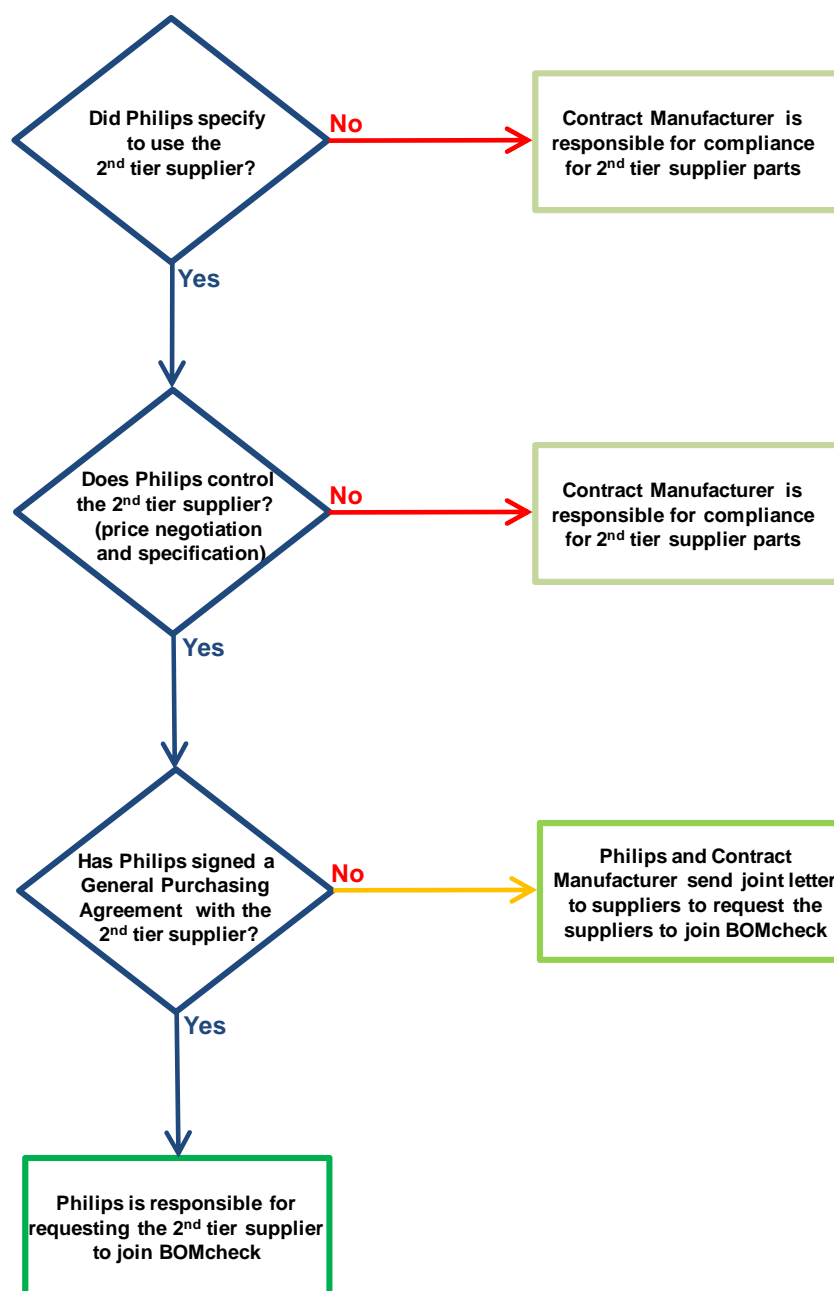 Did Philips specify
to use the
2nd tier supplier?
No
Contract Manufacturer is
responsible for compliance
for 2nd tier supplier parts
Yes
Does Philips control
the 2nd tier supplier?
(price negotiation
and specification)
No
Contract Manufacturer is
responsible for compliance
for 2nd tier supplier parts
Yes
Has Philips signed a
General Purchasing
Agreement with the
2nd tier supplier?
No
Philips and Contract
Manufacturer send joint letter
to suppliers to request the
suppliers to join BOMcheck
Yes
Philips is responsible for
requesting the 2nd tier supplier
to join BOMcheck